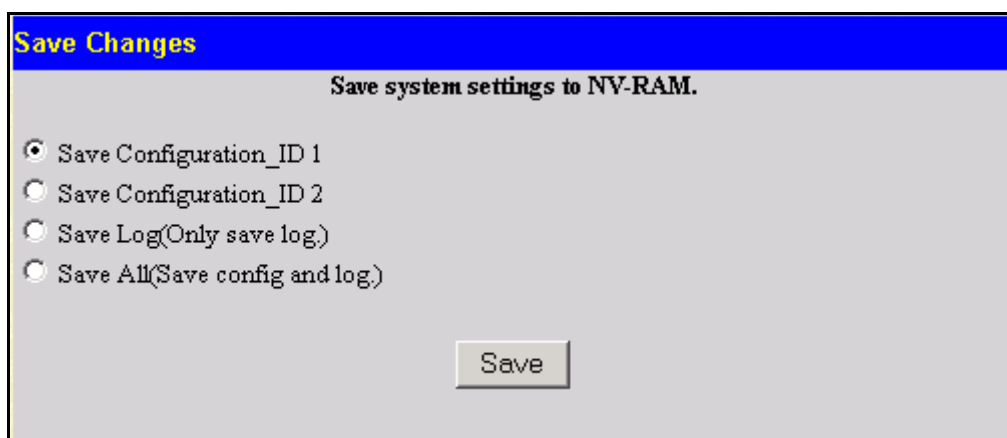 Save Changes
Save system settings to NV-RAM.
Save Configuration_ID 1
Save Configuration_ID 2
Save Log(Only save log.)
Save All(Save config and log.)
Save